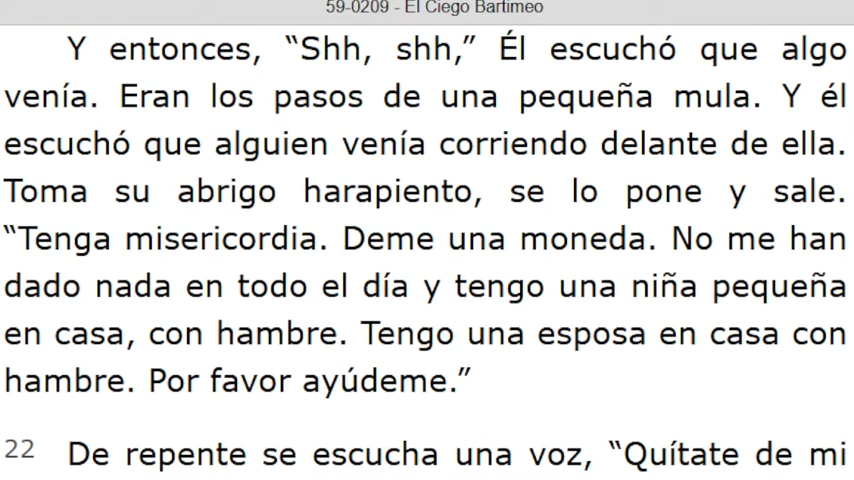 59-0209 - El Ciego Bartimeo
Y entonces, “Shh, shh,” Él escuchó que algo
venía. Eran los pasos de una pequeña mula. Y él
escuchó que alguien venía corriendo delante de ella.
Toma su abrigo harapiento, se lo pone y sale.
“Tenga misericordia. Deme una moneda. No me han
dado nada en todo el día y tengo una niña pequeña
en casa, con hambre. Tengo una esposa en casa con
hambre. Por favor ayúdeme.”
22 De repente se escucha una voz, “Quítate de mi